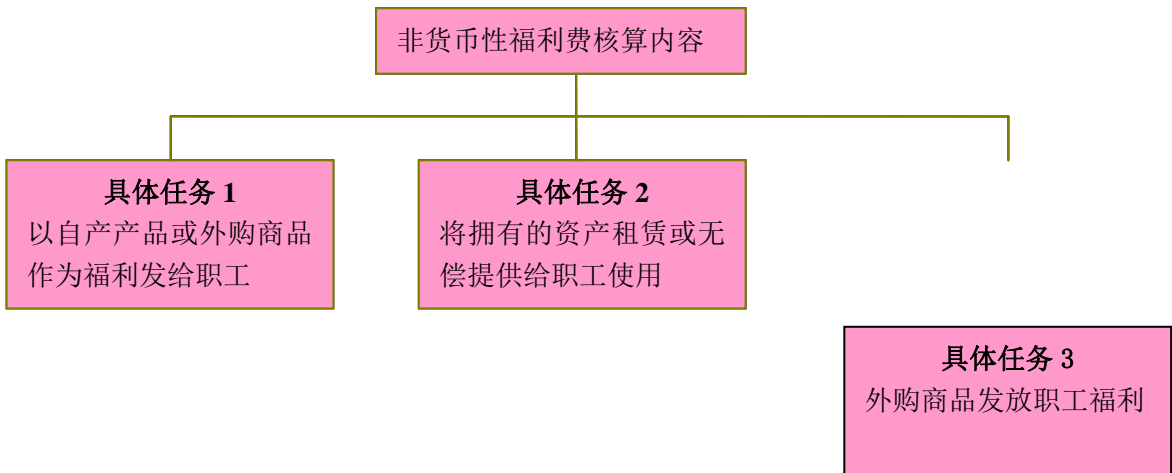 非货币性福利费核算内容
具体任务 1
以自产产品或外购商品
作为福利发给职工
具体任务 2
将拥有的资产租赁或无
偿提供给职工使用
具体任务 3
外购商品发放职工福利